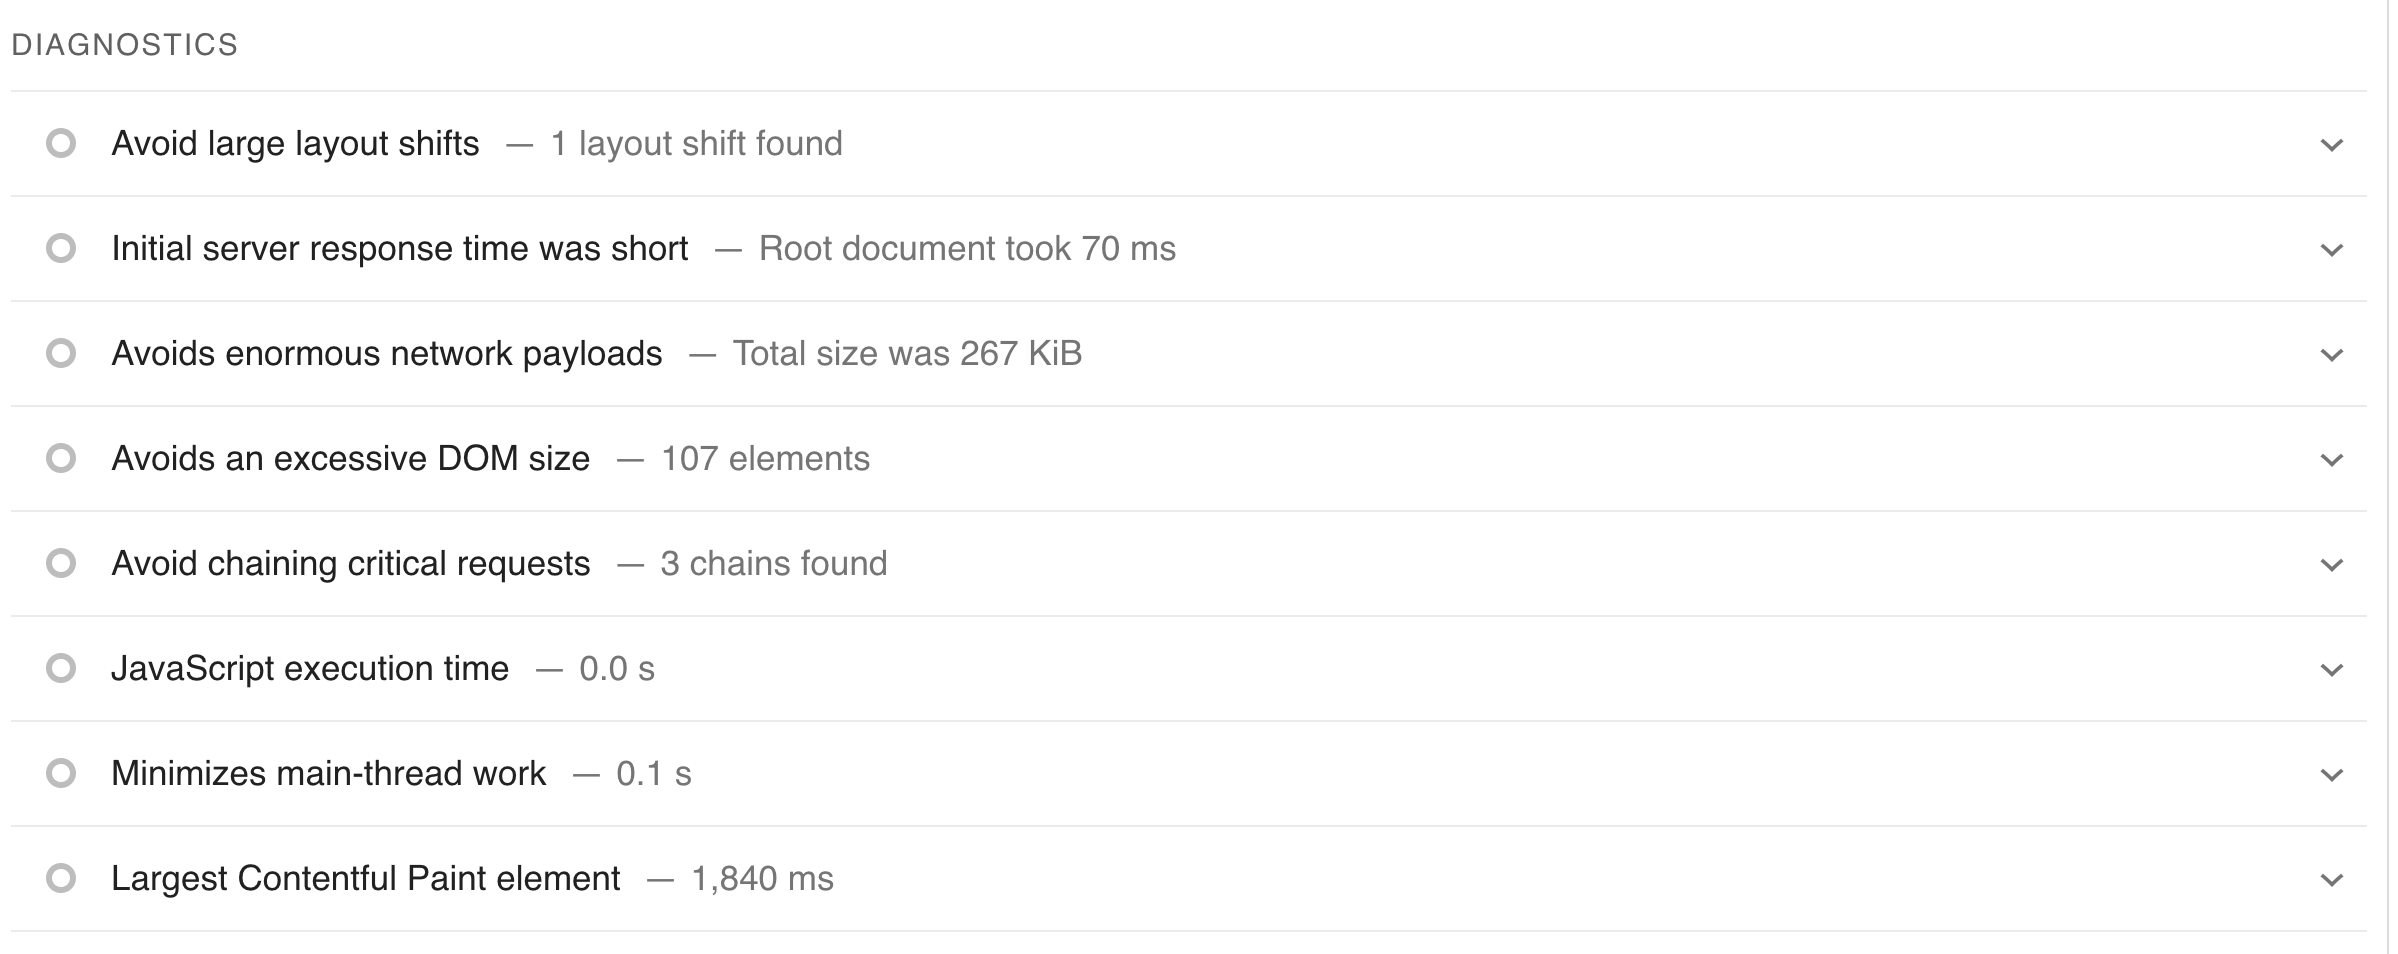 DIAGNOSTICS
Avoid large layout shifts — 1 layout shift found
Initial server response time was short — Root document took 70 ms
Avoids enormous network payloads — Total size was 267 KiB
Avoids an excessive DOM size — 107 elements
Avoid chaining critical requests — 3 chains found
JavaScript execution time — 0.0 s
Minimizes main-thread work — 0.1 s
Largest Contentful Paint element — 1,840 ms